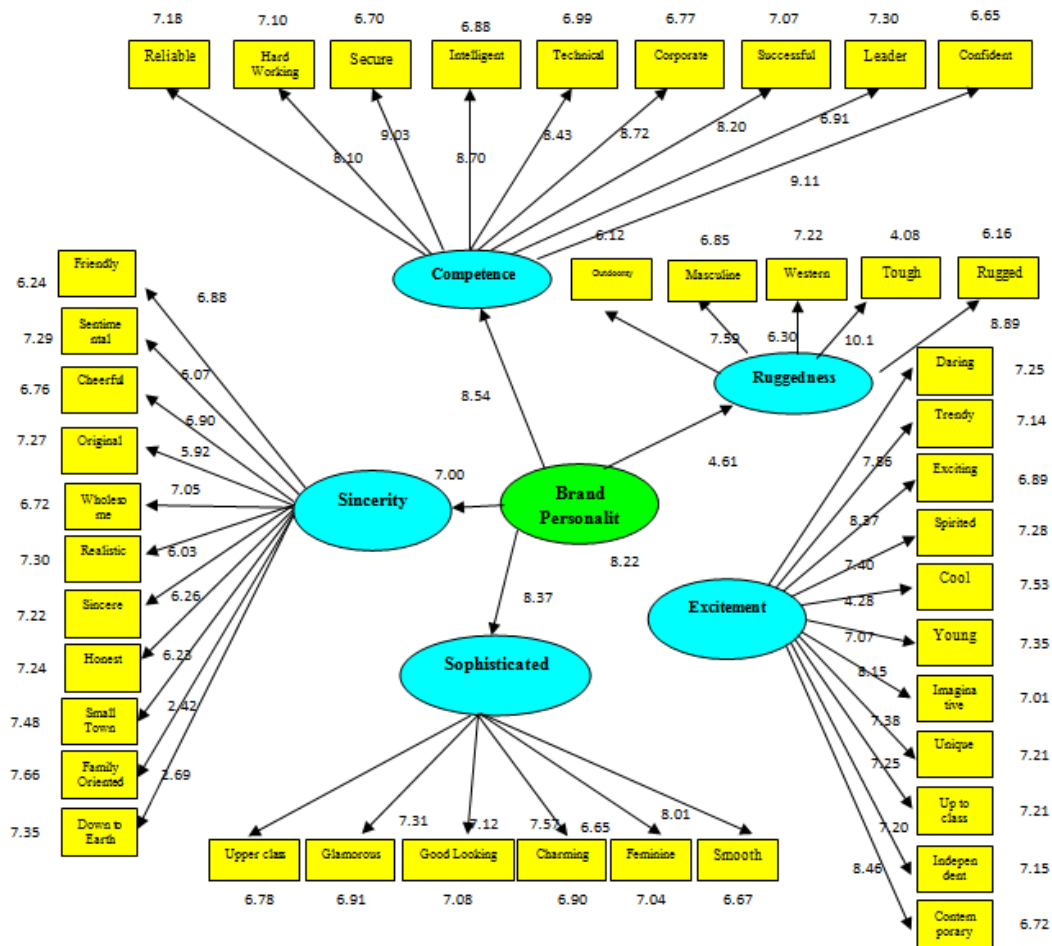 7.18 7.10 6.70 6.88 6.99 6.77 7.07 7.30 6.65
Reliable
Hard
Working
Secure
Intelligent
Technical
Corporate
Successful
Leader
Confident
8.10
9.03
8.70
8.43
8.72
8.20
6.91
9.11
Competence
6.12
6.85
7.22
4.08
6.16
Outdoorsy
Masculine
Western
Tough
Rugged
7.59
6.30
10.1
8.89
Ruggedness
6.24
Friendly
7.29
Sentime
ntal
6.76
Cheerful
7.27
Original
6.72
Wholeso
me
7.30
Realistic
7.22
Sincere
7.24
Honest
7.48
Small
Town
7.66
Family
Oriented
7.35
Down to
Earth
6.88
6.07
6.90
5.92
7.05
6.03
6.26
6.23
2.42
2.69
Sincerity
8.54
7.00
4.61
Brand
Personalit
8.22
8.37
Sophisticated
7.31
7.12
7.57
6.65
8.01
Upper class
Glamorous
Good Looking
Charming
Feminine
Smooth
6.78
6.91
7.08
6.90
7.04
6.67
Excitement
7.86
8.37
7.40
4.28
7.07
8.15
7.38
7.25
7.20
8.46
Daring
7.25
Trendy
7.14
Exciting
6.89
Spirited
7.28
Cool
7.53
Young
7.35
Imagina
tive
7.01
Unique
7.21
Up to
class
7.21
Indepen
dent
7.15
Contem
porary
6.72